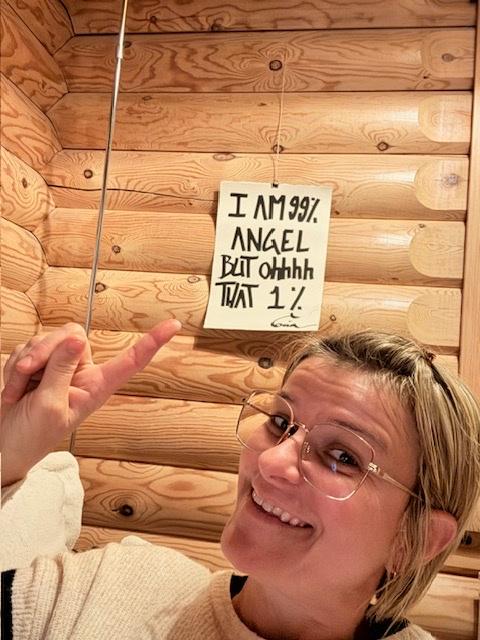 I AM 99%
ANGEL
BUT ohhhh
THAT 1%